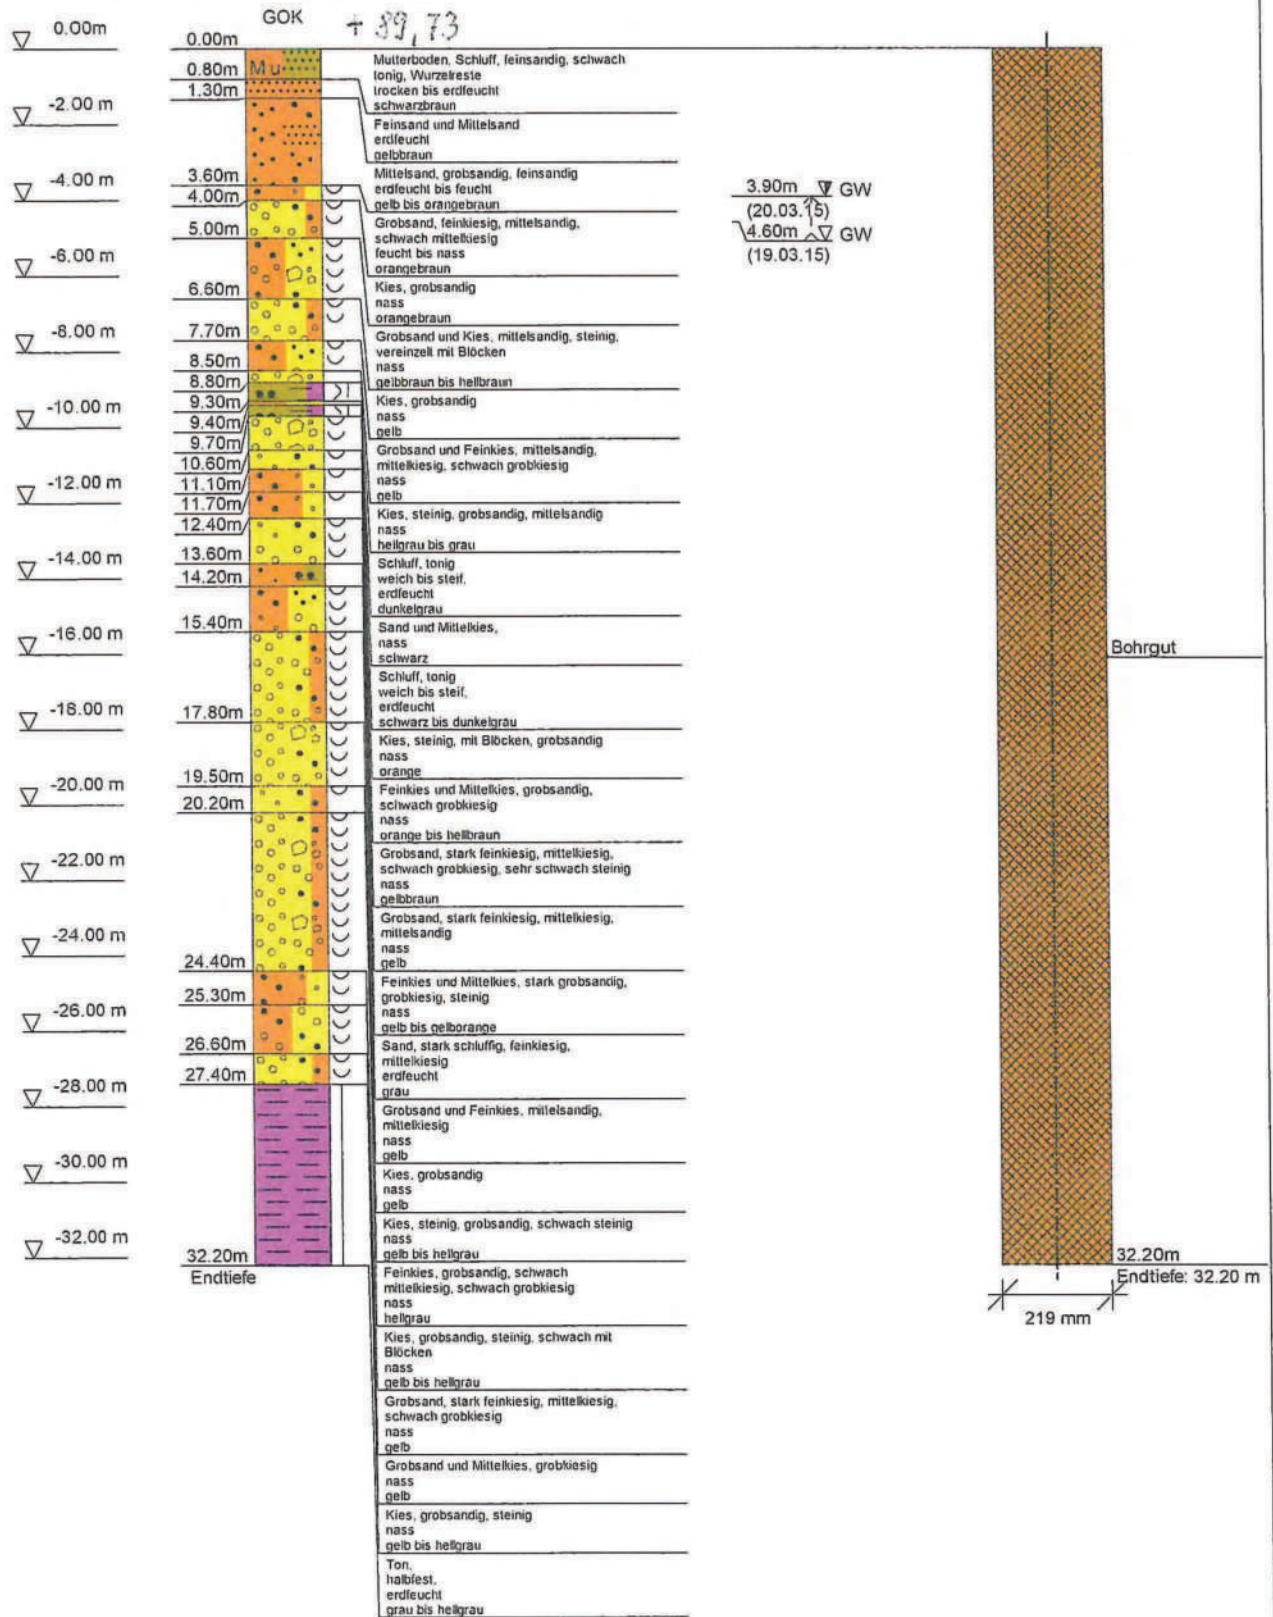 GOK
+ 89,73
0.00m
-2.00 m
-4.00 m
-6.00 m
-8.00 m
-10.00 m
-12.00 m
-14.00 m
-16.00 m
-18.00 m
-20.00 m
-22.00 m
-24.00 m
-26.00 m
-28.00 m
-30.00 m
-32.00 m
0.00m
0.80m
1.30m
3.60m
4.00m
5.00m
6.60m
7.70m
8.50m
8.80m
9.30m
9.40m
9.70m
10.60m
11.10m
11.70m
12.40m
13.60m
14.20m
15.40m
17.80m
19.50m
20.20m
24.40m
25.30m
26.60m
27.40m
32.20m
Endtiefe
Mu
Mutterboden, Schluff, feinsandig, schwach
tonig, Wurzelreste
trocken bis erdfeucht
schwarzbraun
Feinsand und Mittelsand
erdfeucht
gelbbraun
Mittelsand, grobsandig, feinsandig
erdfeucht bis feucht
gelb bis orangebraun
Grobsand, feinkiesig, mittelsandig,
schwach mittelkiesig
feucht bis nass
orangebraun
Kies, grobsandig
nass
orangebraun
Grobsand und Kies, mittelsandig, steinig,
vereinzelt mit Blöcken
nass
gelbbraun bis hellbraun
Kies, grobsandig
nass
gelb
Grobsand und Feinkies, mittelsandig,
mittelkiesig, schwach grobkiesig
nass
gelb
Kies, steinig, grobsandig, mittelsandig
nass
hellgrau bis grau
Schluff, tonig
weich bis steif,
erdfeucht
dunkelgrau
Sand und Mittelkies,
nass
schwarz
Schluff, tonig
weich bis steif,
erdfeucht
schwarz bis dunkelgrau
Kies, steinig, mit Blöcken, grobsandig
nass
orange
Feinkies und Mittelkies, grobsandig,
schwach grobkiesig
nass
orange bis hellbraun
Grobsand, stark feinkiesig, mittelkiesig,
schwach grobkiesig, sehr schwach steinig
nass
gelbbraun
Grobsand, stark feinkiesig, mittelkiesig,
mittelsandig
nass
gelb
Feinkies und Mittelkies, stark grobsandig,
grobkiesig, steinig
nass
gelb bis gelborange
Sand, stark schluffig, feinkiesig,
mittelkiesig
erdfeucht
grau
Grobsand und Feinkies, mittelsandig,
mittelkiesig
nass
gelb
Kies, grobsandig
nass
gelb
Kies, steinig, grobsandig, schwach steinig
nass
gelb bis hellgrau
Feinkies, grobsandig, schwach
mittelkiesig, schwach grobkiesig
nass
hellgrau
Kies, grobsandig, steinig, schwach mit
Blöcken
nass
gelb bis hellgrau
Grobsand, stark feinkiesig, mittelkiesig,
schwach grobkiesig
nass
gelb
Grobsand und Mittelkies, grobkiesig
nass
gelb
Kies, grobsandig, steinig
nass
gelb bis hellgrau
Ton,
halbfest,
erdfeucht
grau bis hellgrau
3.90m GW
(20.03.15)
4.60m GW
(19.03.15)
Bohrgut
32.20m
Endtiefe: 32.20 m
219 mm